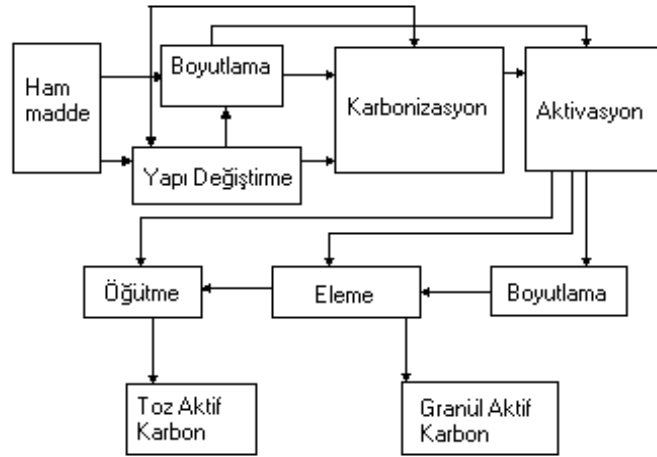 Boyutlama
Ham
madde
Karbonizasyon
Aktivasyon
Yapı Değiştirme
Öğütme
Eleme
Boyutlama
Toz Aktif
Karbon
Granül Aktif
Karbon